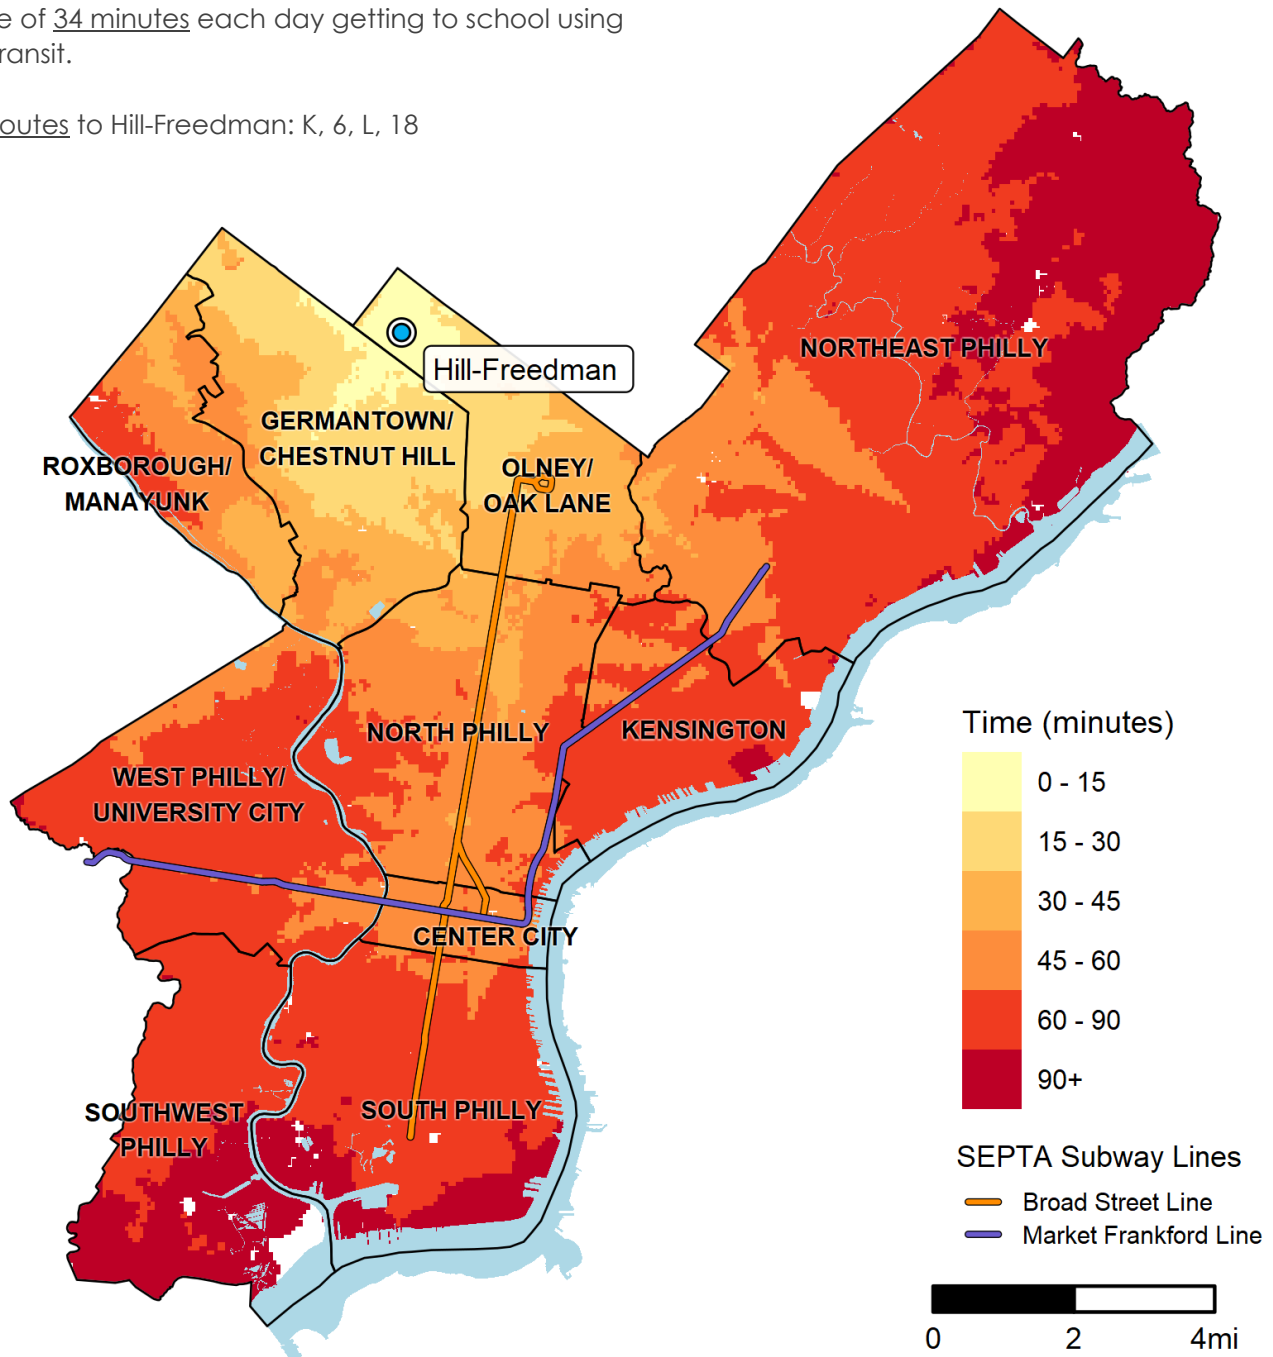 e of 34 minutes each day getting to school using
ransit.
outes to Hill-Freedman: K, 6, L, 18
Hill-Freedman
NORTHEAST PHILLY
GERMANTOWN/
CHESTNUT HILL
ROXBOROUGH/
MANAYUNK
OLNEY/
OAK LANE
NORTH PHILLY
KENSINGTON
WEST PHILLY/
UNIVERSITY CITY
CENTER CITY
SOUTHWEST
PHILLY
SOUTH PHILLY
Time (minutes)
0 - 15
15 - 30
30 - 45
45 - 60
60 - 90
90+
SEPTA Subway Lines
Broad Street Line
Market Frankford Line
0 2 4mi